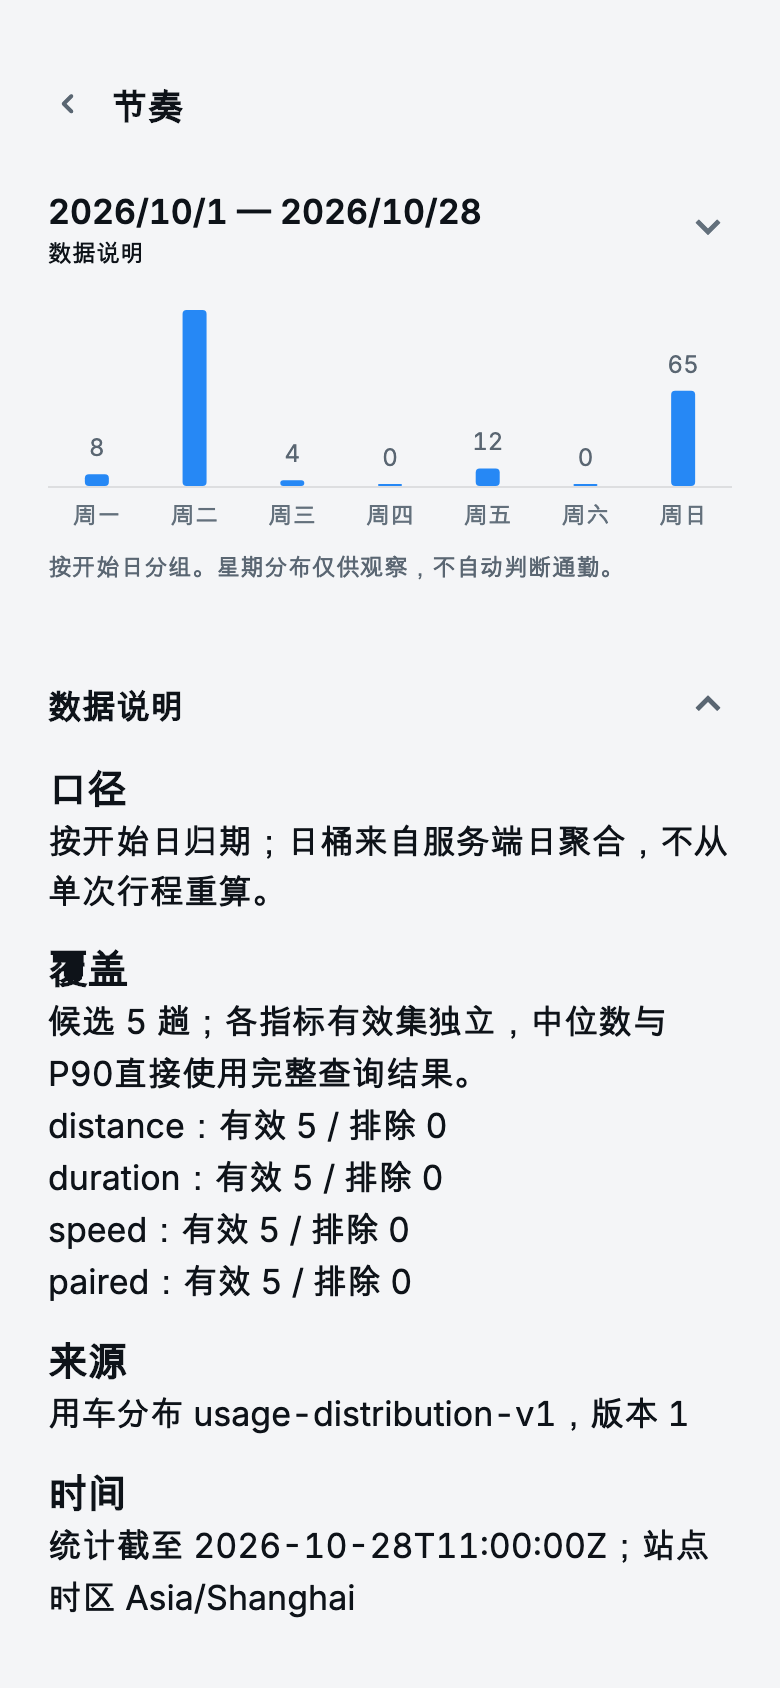 节奏
2026/10/1 — 2026/10/28
数据说明
8 4 0 12 0 65
周一 周二 周三 周四 周五 周六 周日
按开始日分组。星期分布仅供观察，不自动判断通勤。
数据说明
口径
按开始日归期；日桶来自服务端日聚合，不从
单次行程重算。
覆盖
候选 5 趟；各指标有效集独立，中位数与
P90直接使用完整查询结果。
distance：有效 5 / 排除 0
duration：有效 5 / 排除 0
speed：有效 5 / 排除 0
paired：有效 5 / 排除 0
来源
用车分布 usage-distribution-v1，版本 1
时间
统计截至 2026-10-28T11:00:00Z；站点
时区 Asia/Shanghai